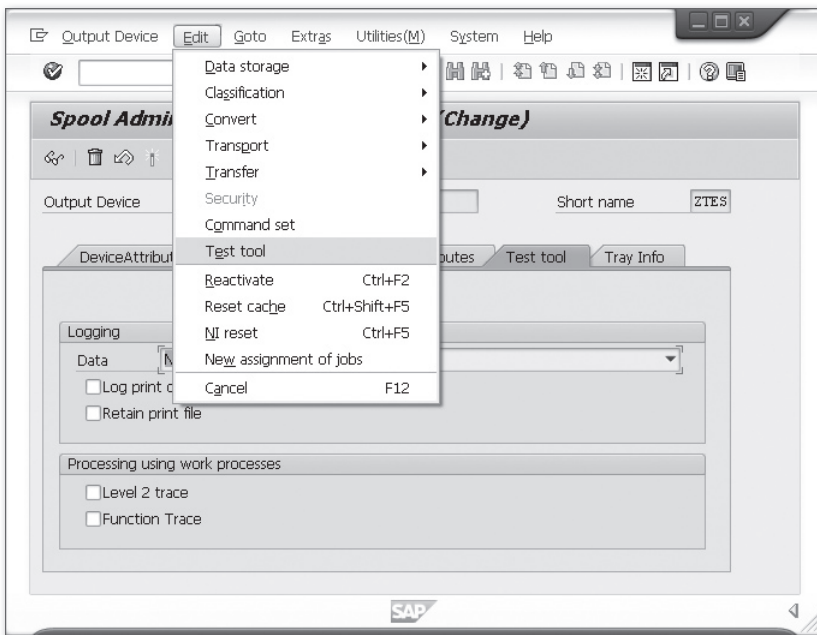 Output Device Edit Goto Extras Utilities(M) System Help
Data storage
Classification
Convert
Transport
Transfer
Security
Command set
Test tool
Reactivate Ctrl+F2
Reset cache Ctrl+Shift+F5
NI reset Ctrl+F5
New assignment of jobs
Cancel F12
Spool Admi (Change)
Output Device Short name ZTES
DeviceAttribut butes Test tool Tray Info
Logging
Data
Log print
Retain print file
Processing using work processes
Level 2 trace
Function Trace
SAP